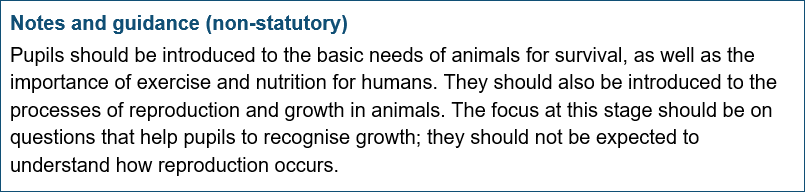 Notes and guidance (non-statutory)
Pupils should be introduced to the basic needs of animals for survival, as well as the
importance of exercise and nutrition for humans. They should also be introduced to the
processes of reproduction and growth in animals. The focus at this stage should be on
questions that help pupils to recognise growth; they should not be expected to
understand how reproduction occurs.